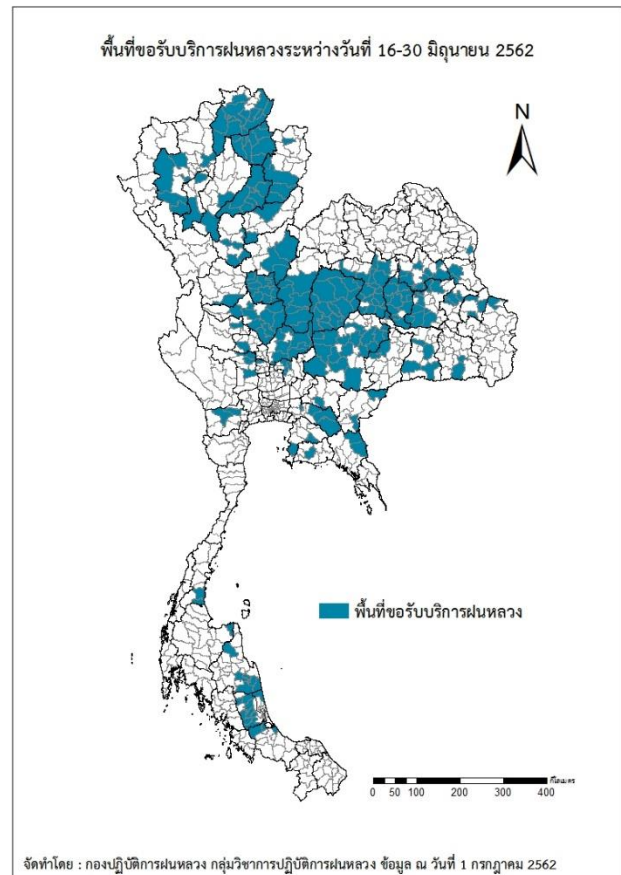 พื้นที่ขอรับบริการฝนหลวงระหว่างวันที่ 16-30 มิถุนายน 2562
N
พื้นที่ขอรับบริการฝนหลวง
กิโลเมตร
0 50 100 200 300 400
จัดทำโดย : กองปฏิบัติการฝนหลวง กลุ่มวิชาการปฏิบัติการฝนหลวง ข้อมูล ณ วันที่ 1 กรกฎาคม 2562